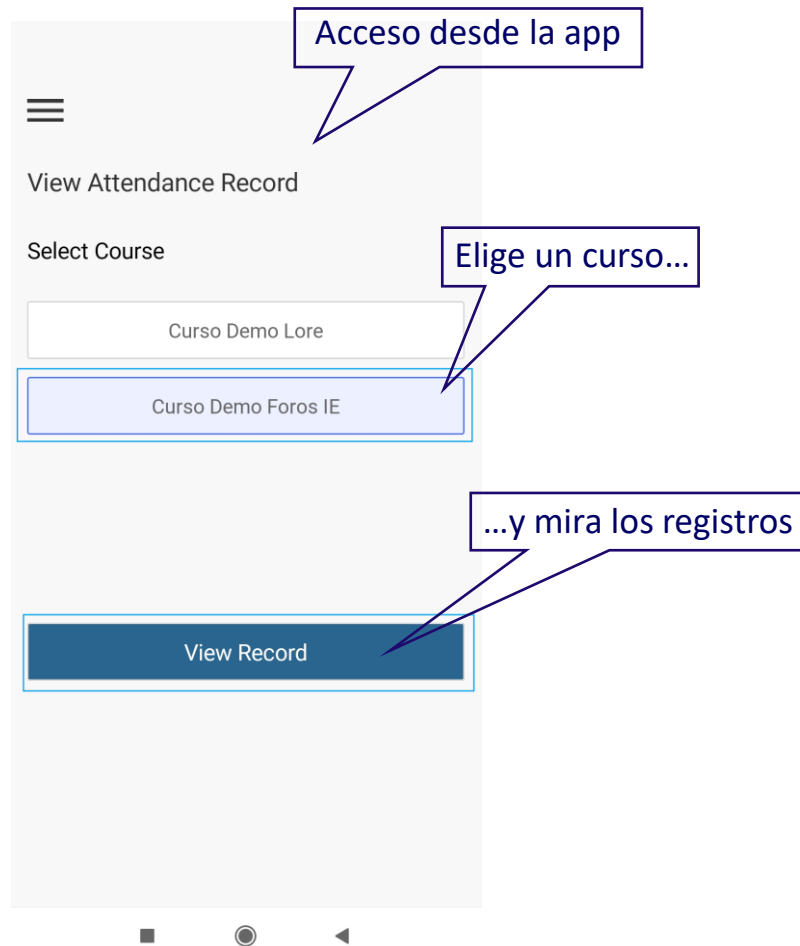 Acceso desde la app
View Attendance Record
Select Course
Elige un curso…
Curso Demo Lore
Curso Demo Foros IE
…y mira los registros
View Record